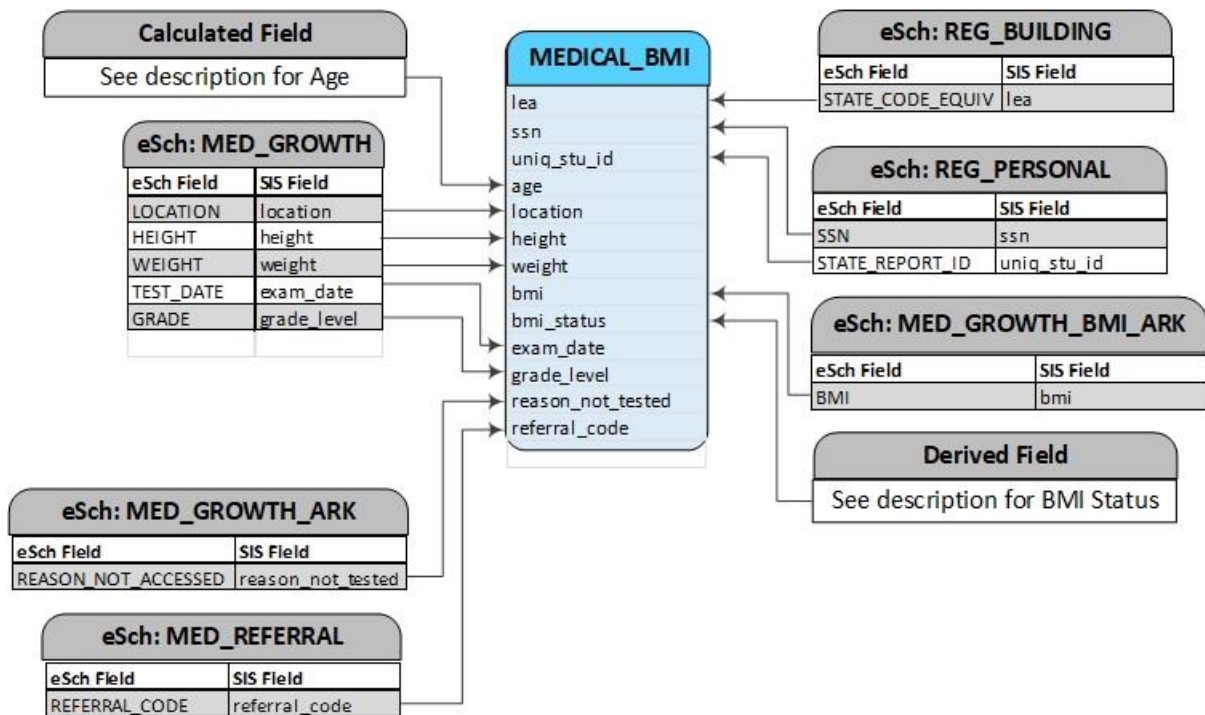 Calculated Field
See description for Age
eSch: MED_GROWTH
eSch Field SIS Field
LOCATION location
HEIGHT height
WEIGHT weight
TEST_DATE exam_date
GRADE grade_level
eSch: MED_GROWTH_ARK
eSch Field SIS Field
REASON_NOT_ACCESSED reason_not_tested
eSch: MED_REFERRAL
eSch Field SIS Field
REFERRAL_CODE referral_code
MEDICAL_BMI
lea
ssn
uniq_stu_id
age
location
height
weight
bmi
bmi_status
exam_date
grade_level
reason_not_tested
referral_code
eSch: REG_BUILDING
eSch Field SIS Field
STATE_CODE_EQUIV lea
eSch: REG_PERSONAL
eSch Field SIS Field
SSN ssn
STATE_REPORT_ID uniq_stu_id
eSch: MED_GROWTH_BMI_ARK
eSch Field SIS Field
BMI bmi
Derived Field
See description for BMI Status